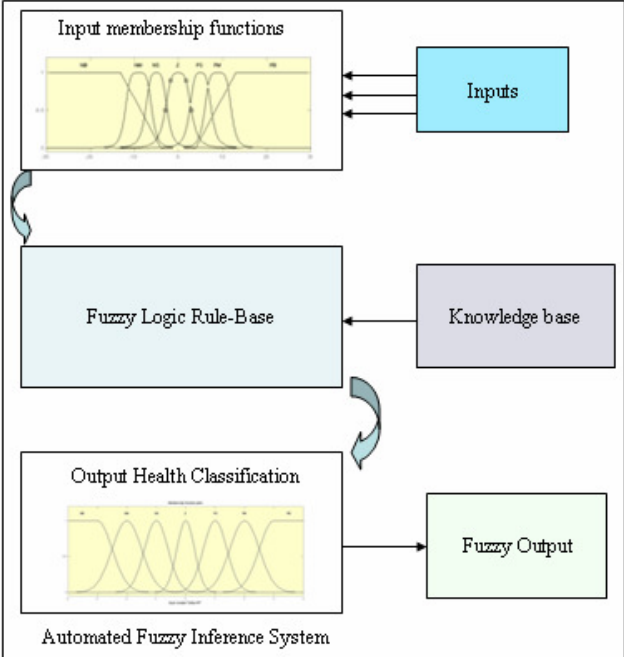 Input membership functions
Inputs
Fuzzy Logic Rule-Base
Knowledge base
Output Health Classification
Fuzzy Output
Automated Fuzzy Inference System